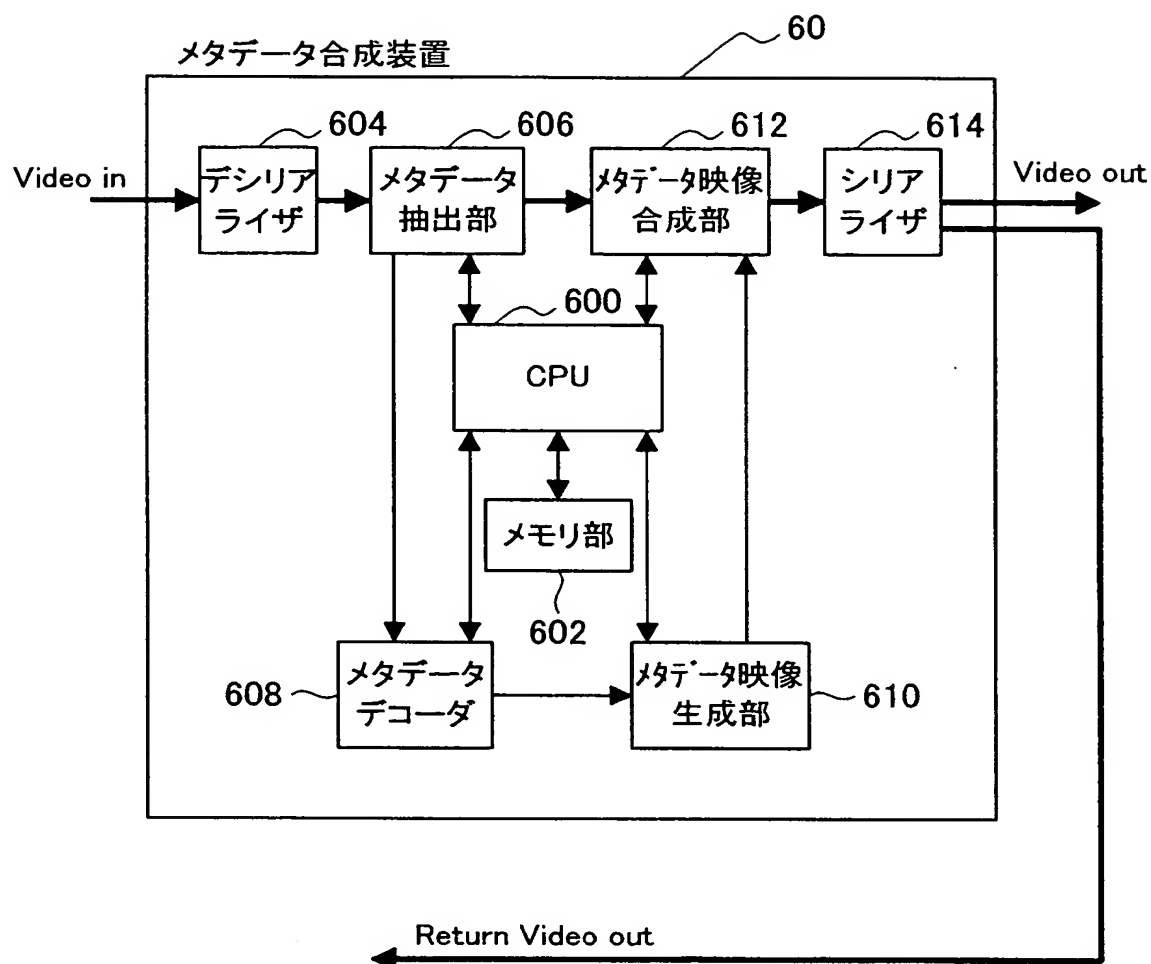 60
メタデータ合成装置
604
606
612
614
Video in
デシリア
ライザ
メタデータ
抽出部
ﾒﾀﾃﾞｰﾀ映像
合成部
シリア
ライザ
Video out
600
CPU
メモリ部
602
608
メタデータ
デコーダ
ﾒﾀﾃﾞｰﾀ映像
生成部
610
Return Video out